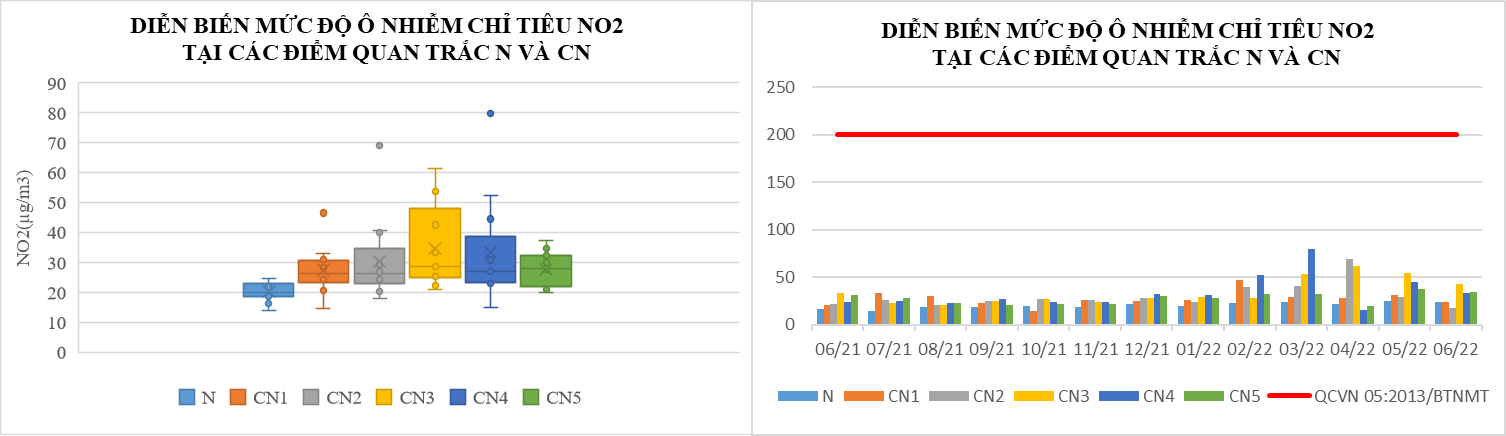 DIỄN BIẾN MỨC ĐỘ Ô NHIỄM CHỈ TIÊU NO2
TẠI CÁC ĐIỂM QUAN TRẮC N VÀ CN
NO2(µg/m3)
90
80
70
60
50
40
30
20
10
0
N CN1 CN2 CN3 CN4 CN5
DIỄN BIẾN MỨC ĐỘ Ô NHIỄM CHỈ TIÊU NO2
TẠI CÁC ĐIỂM QUAN TRẮC N VÀ CN
250
200
150
100
50
0
06/21 07/21 08/21 09/21 10/21 11/21 12/21 01/22 02/22 03/22 04/22 05/22 06/22
N CN1 CN2 CN3 CN4 CN5 QCVN 05:2013/BTNMT